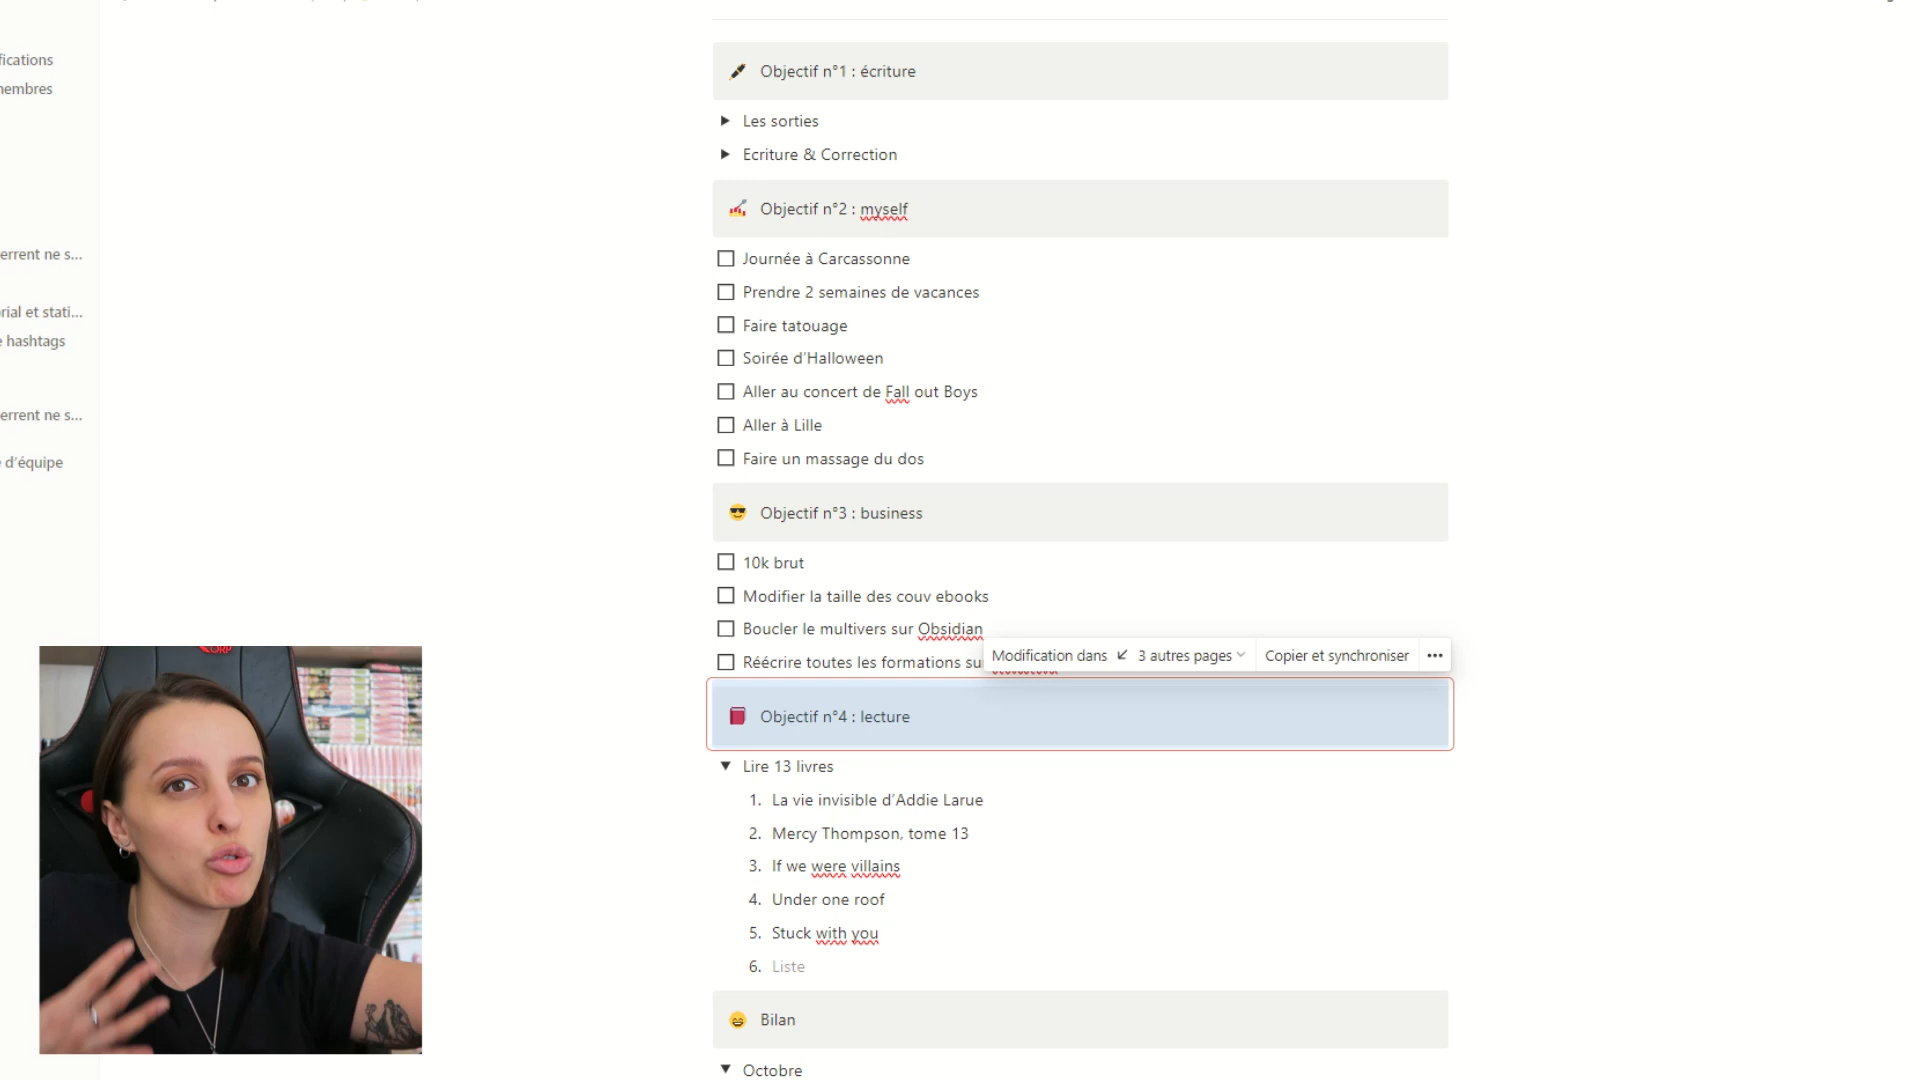 fications
membres
errent ne s...
rial et stati...
e hashtags
errent ne s...
d'équipe
Objectif n°1 : écriture
Les sorties
Ecriture & Correction
Objectif n°2 : myself
Journée à Carcassonne
Prendre 2 semaines de vacances
Faire tatouage
Soirée d'Halloween
Aller au concert de Fall out Boys
Aller à Lille
Faire un massage du dos
Objectif n°3 : business
10k brut
Modifier la taille des couv ebooks
Boucler le multivers sur Obsidian
Réécrire toutes les formations su
Modification dans 3 autres pages Copier et synchroniser
Objectif n°4 : lecture
Lire 13 livres
1. La vie invisible d'Addie Larue
2. Mercy Thompson, tome 13
3. If we were villains
4. Under one roof
5. Stuck with you
6. Liste
Bilan
Octobre
ORP